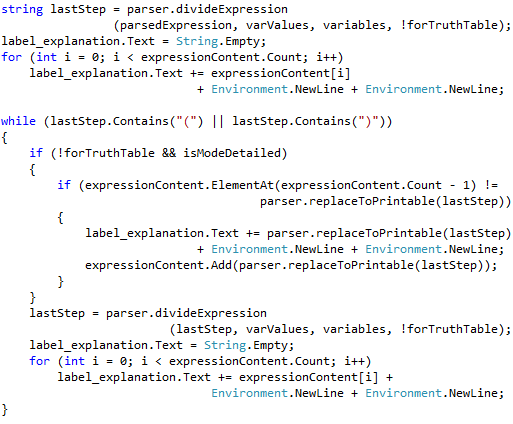 string lastStep = parser.divideExpression
                (parsedExpression, varValues, variables, !forTruthTable);
label_explanation.Text = String.Empty;
for (int i = 0; i < expressionContent.Count; i++)
    label_explanation.Text += expressionContent[i]
                            + Environment.NewLine + Environment.NewLine;

while (lastStep.Contains("(") || lastStep.Contains(")"))
{
    if (!forTruthTable && isModeDetailed)
    {
        if (expressionContent.ElementAt(expressionContent.Count - 1) !=
                                     parser.replaceToPrintable(lastStep))
        {
            label_explanation.Text += parser.replaceToPrintable(lastStep)
                            + Environment.NewLine + Environment.NewLine;
            expressionContent.Add(parser.replaceToPrintable(lastStep));
        }
    }
    lastStep = parser.divideExpression
                        (lastStep, varValues, variables, !forTruthTable);
    label_explanation.Text = String.Empty;
    for (int i = 0; i < expressionContent.Count; i++)
        label_explanation.Text += expressionContent[i] +
                              Environment.NewLine + Environment.NewLine;
}